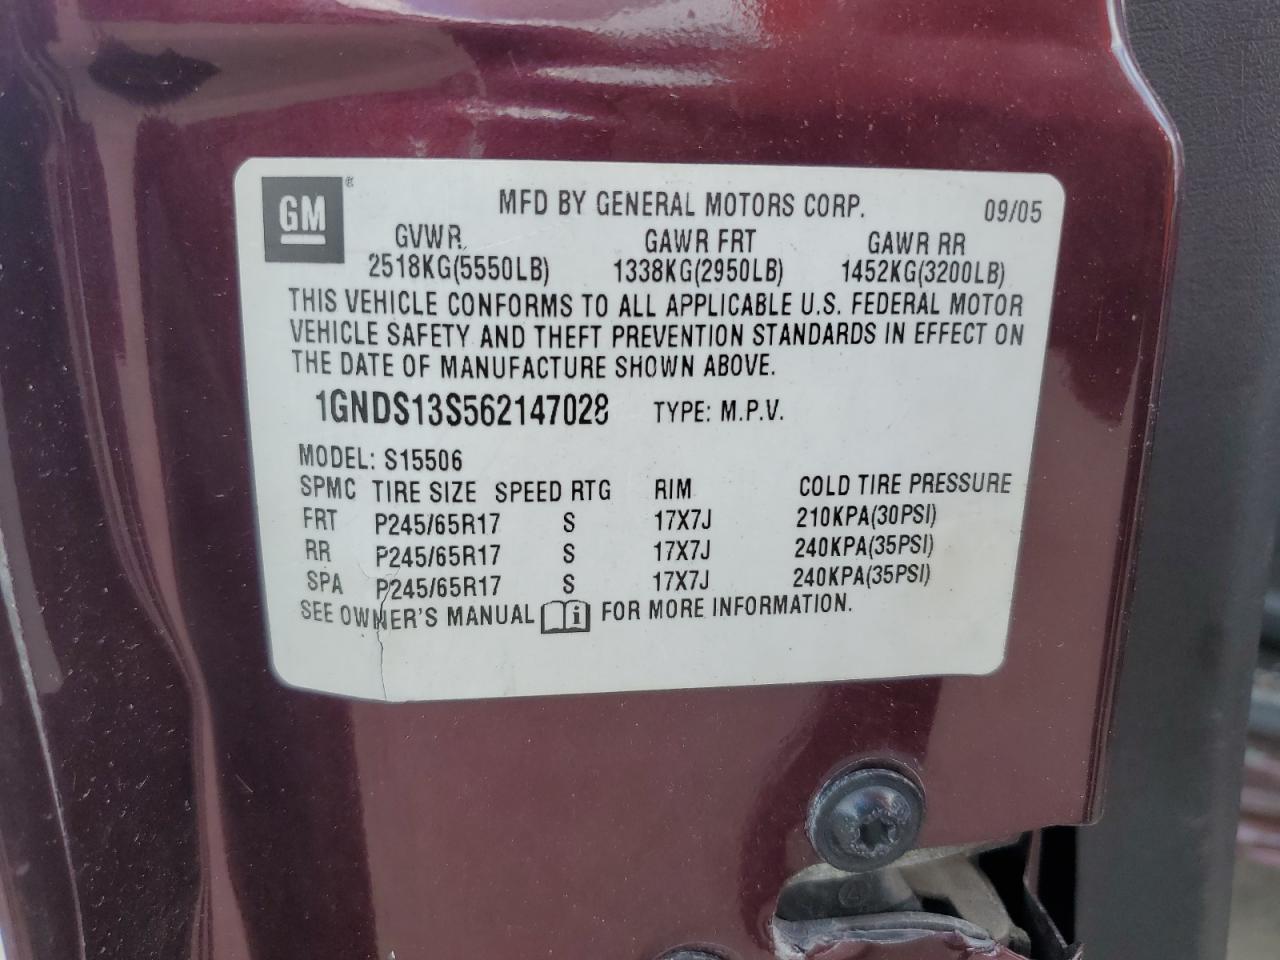 GM® MFD BY GENERAL MOTORS CORP. 09/05
GVWR GAWR FRT GAWR RR
2518KG(5550LB) 1338KG(2950LB) 1452KG(3200LB)
THIS VEHICLE CONFORMS TO ALL APPLICABLE U.S. FEDERAL MOTOR
VEHICLE SAFETY AND THEFT PREVENTION STANDARDS IN EFFECT ON
THE DATE OF MANUFACTURE SHOWN ABOVE.
1GNDS13S562147028 TYPE: M.P.V.
MODEL: S15506
SPMC TIRE SIZE SPEED RTG RIM COLD TIRE PRESSURE
FRT P245/65R17 S 17X7J 210KPA(30PSI)
RR P245/65R17 S 17X7J 240KPA(35PSI)
SPA P245/65R17 S 17X7J 240KPA(35PSI)
SEE OWNER'S MANUAL i FOR MORE INFORMATION.